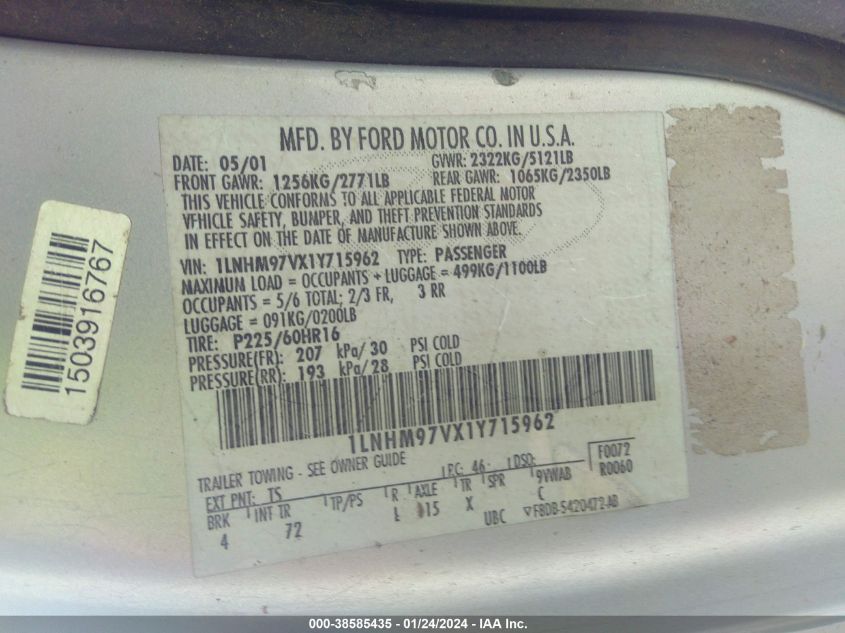 MFD. BY FORD MOTOR CO. IN U.S.A.
DATE: 05/01 GVWR: 2322KG/5121LB
FRONT GAWR: 1256KG/2771LB REAR GAWR: 1065KG/2350LB
THIS VEHICLE CONFORMS TO ALL APPLICABLE FEDERAL MOTOR
VEHICLE SAFETY, BUMPER, AND THEFT PREVENTION STANDARDS
IN EFFECT ON THE DATE OF MANUFACTURE SHOWN ABOVE.
VIN: 1LNHM97VX1Y715962 TYPE: PASSENGER
MAXIMUM LOAD = OCCUPANTS + LUGGAGE = 499KG/1100LB
OCCUPANTS = 5/6 TOTAL; 2/3 FR, 3 RR
LUGGAGE = 091KG/0200LB
TIRE: P225/60HR16
PRESSURE(FR): 207 kPa/30 PSI COLD
PRESSURE(RR): 193 kPa/28 PSI COLD
1LNHM97VX1Y715962
TRAILER TOWING - SEE OWNER GUIDE
EXT PNT: TS RC: 46 DSO: F0072
R0060
BRK INT TR TP/PS R AXLE TR SPR 9VWAB
4 72 15 X C
UBC ▽F8DB-5420472-AB
1503916767
000-38585435 - 01/24/2024 - IAA Inc.